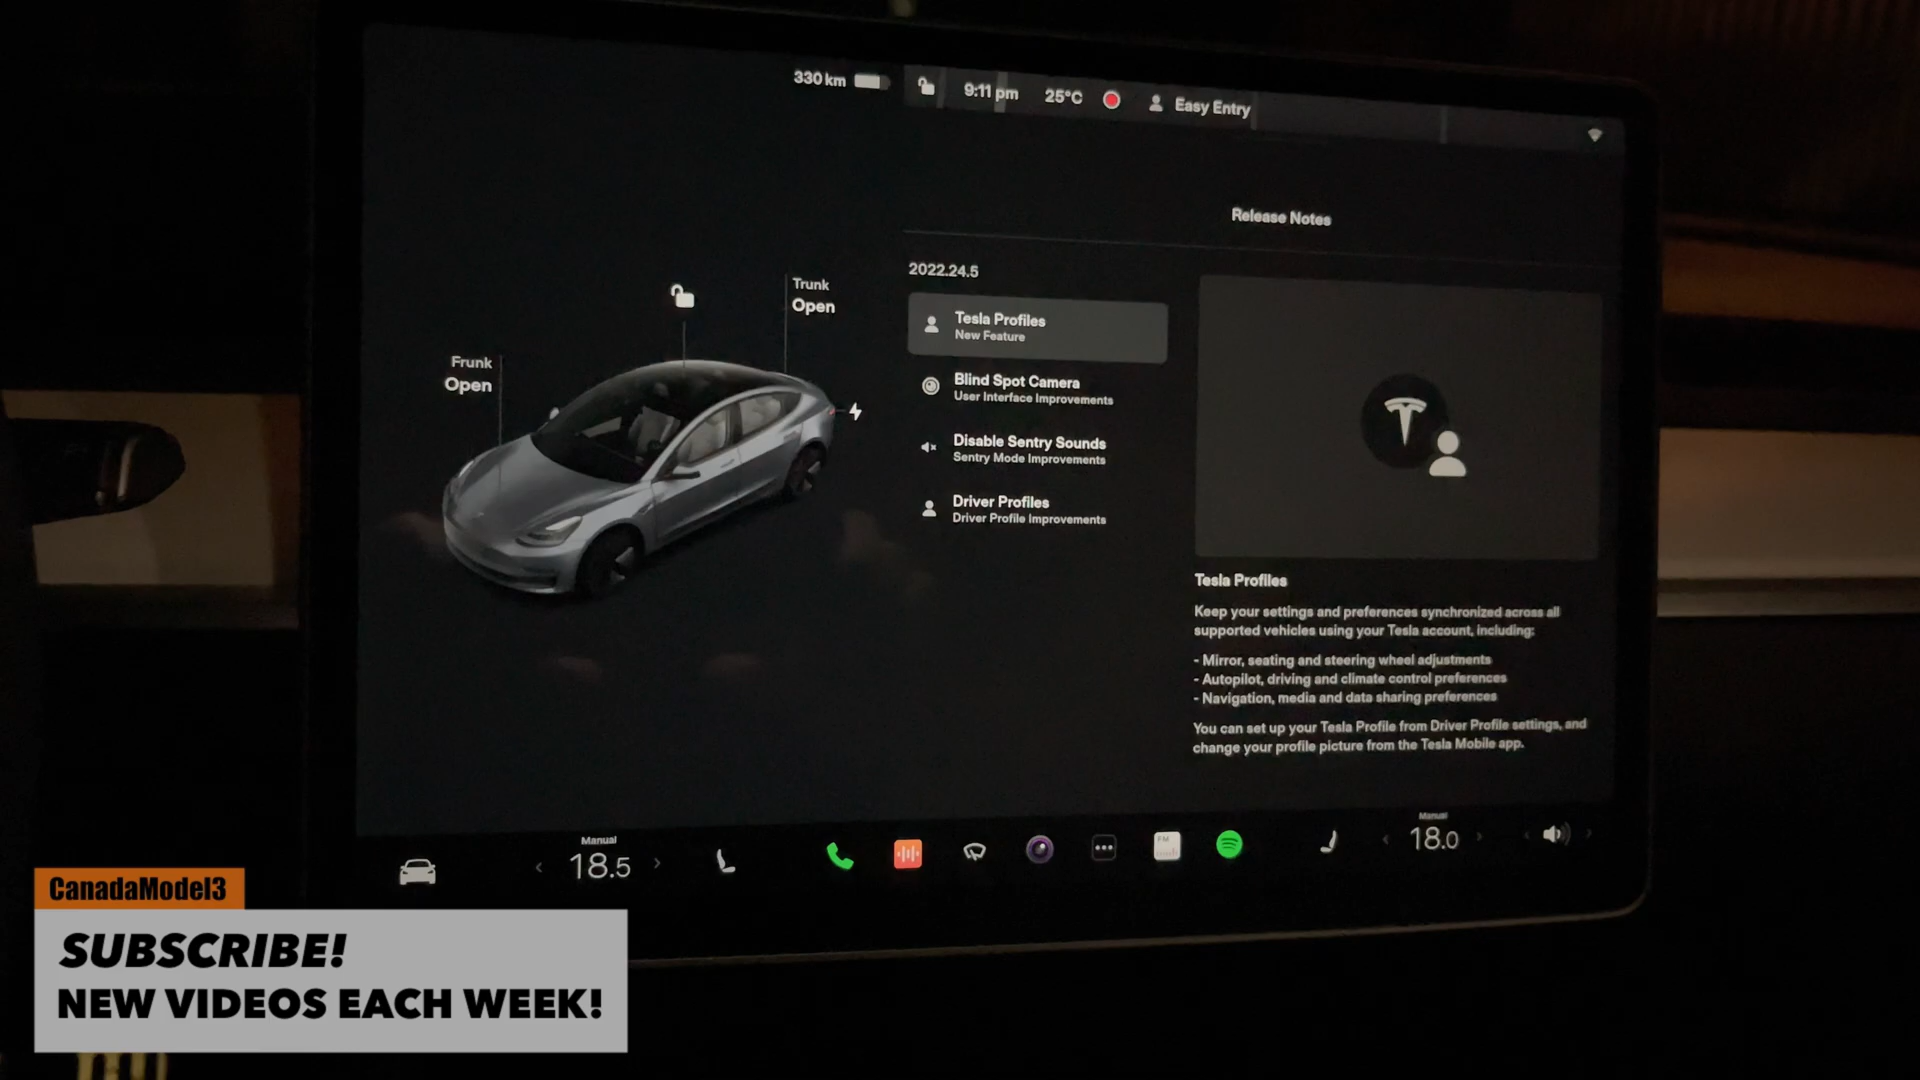 330 km
9:11 pm
25°C
Easy Entry
Release Notes
2022.24.5
Trunk
Open
Frunk
Open
Tesla Profiles
New Feature
Blind Spot Camera
User Interface Improvements
Disable Sentry Sounds
Sentry Mode Improvements
Driver Profiles
Driver Profile Improvements
Tesla Profiles
Keep your settings and preferences synchronized across all
supported vehicles using your Tesla account, including:
- Mirror, seating and steering wheel adjustments
- Autopilot, driving and climate control preferences
- Navigation, media and data sharing preferences
You can set up your Tesla Profile from Driver Profile settings, and
change your profile picture from the Tesla Mobile app.
Manual
18.5
FM
Manual
18.0
CanadaModel3
SUBSCRIBE!
NEW VIDEOS EACH WEEK!